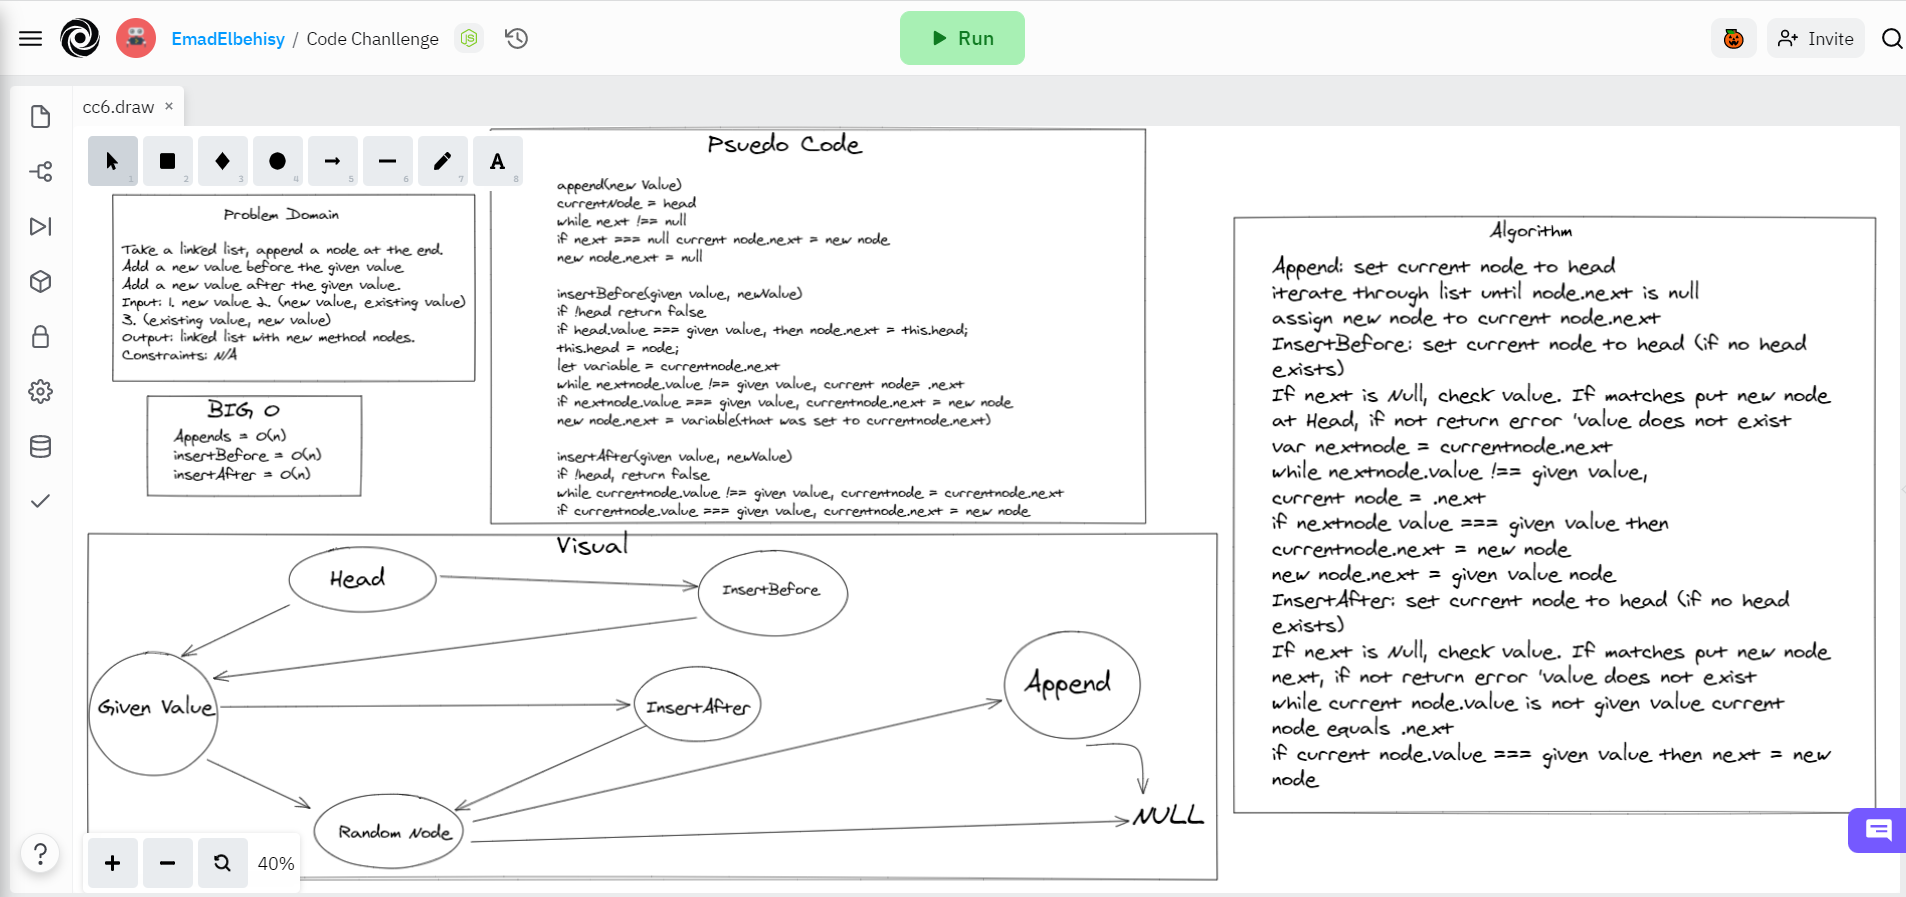 EmadElbehisy / Code Chanllenge
Run
Invite
cc6.draw ×
1 2 3 4 5 6 7 A 8
Psuedo Code
append(new Value)
currentNode = head
while next !== null
if next === null current node.next = new node
new node.next = null
insertBefore(given value, newValue)
if !head return false
if head.value === given value, then node.next = this.head;
this.head = node;
let variable = currentnode.next
while nextnode.value !== given value, current node= .next
if nextnode.value === given value, currentnode.next = new node
new node.next = variable(that was set to currentnode.next)
insertAfter(given value, newValue)
if !head, return false
while currentnode.value !== given value, currentnode = currentnode.next
if currentnode.value === given value, currentnode.next = new node
Problem Domain
Take a linked list, append a node at the end.
Add a new value before the given value
Add a new value after the given value.
Input: 1. new value 2. (new value, existing value)
3. (existing value, new value)
Output: linked list with new method nodes.
Constraints: N/A
BIG O
Appends = O(n)
insertBefore = O(n)
insertAfter = O(n)
Visual
Head
InsertBefore
Given Value
InsertAfter
Append
Random Node
NULL
Algorithm
Append: set current node to head
iterate through list until node.next is null
assign new node to current node.next
InsertBefore: set current node to head (if no head
exists)
If next is Null, check value. If matches put new node
at Head, if not return error 'value does not exist
var nextnode = currentnode.next
while nextnode.value !== given value,
current node = .next
if nextnode value === given value then
currentnode.next = new node
new node.next = given value node
InsertAfter: set current node to head (if no head
exists)
If next is Null, check value. If matches put new node
next, if not return error 'value does not exist
while current node.value is not given value current
node equals .next
if current node.value === given value then next = new
node
?
+ − 40%